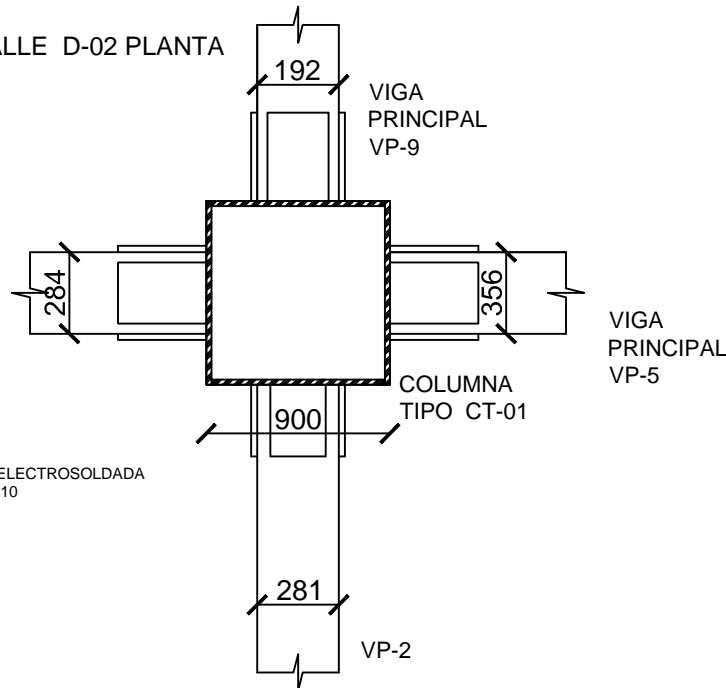 ALLE D-02 PLANTA
192
VIGA
PRINCIPAL
VP-9
284
356
VIGA
PRINCIPAL
VP-5
COLUMNA
TIPO CT-01
900
ELECTROSOLDADA
10
281
VP-2